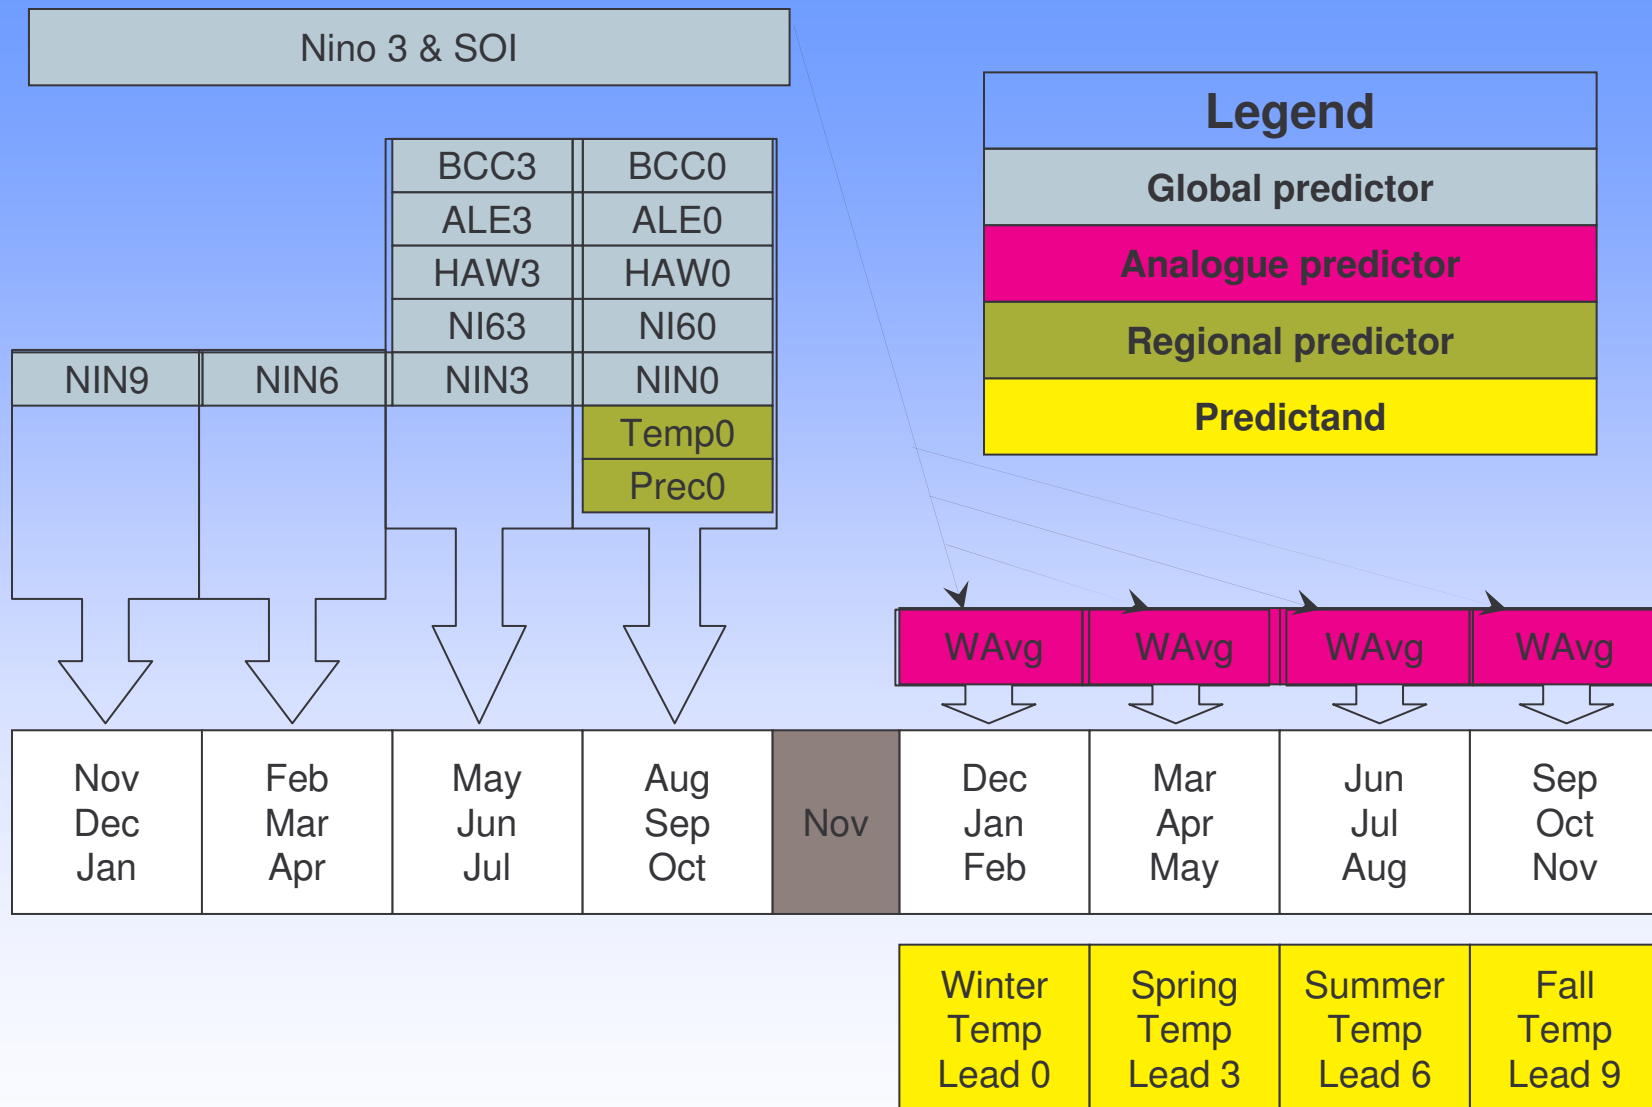 Nino 3 & SOI
Legend
Global predictor
Analogue predictor
Regional predictor
Predictand
BCC3 BCC0
ALE3 ALE0
HAW3 HAW0
NI63 NI60
NIN9 NIN6 NIN3 NIN0
Temp0
Prec0
WAvg WAvg WAvg WAvg
Nov
Dec
Jan
Feb
Mar
Apr
May
Jun
Jul
Aug
Sep
Oct
Nov
Dec
Jan
Feb
Mar
Apr
May
Jun
Jul
Aug
Sep
Oct
Nov
Winter
Temp
Lead 0
Spring
Temp
Lead 3
Summer
Temp
Lead 6
Fall
Temp
Lead 9